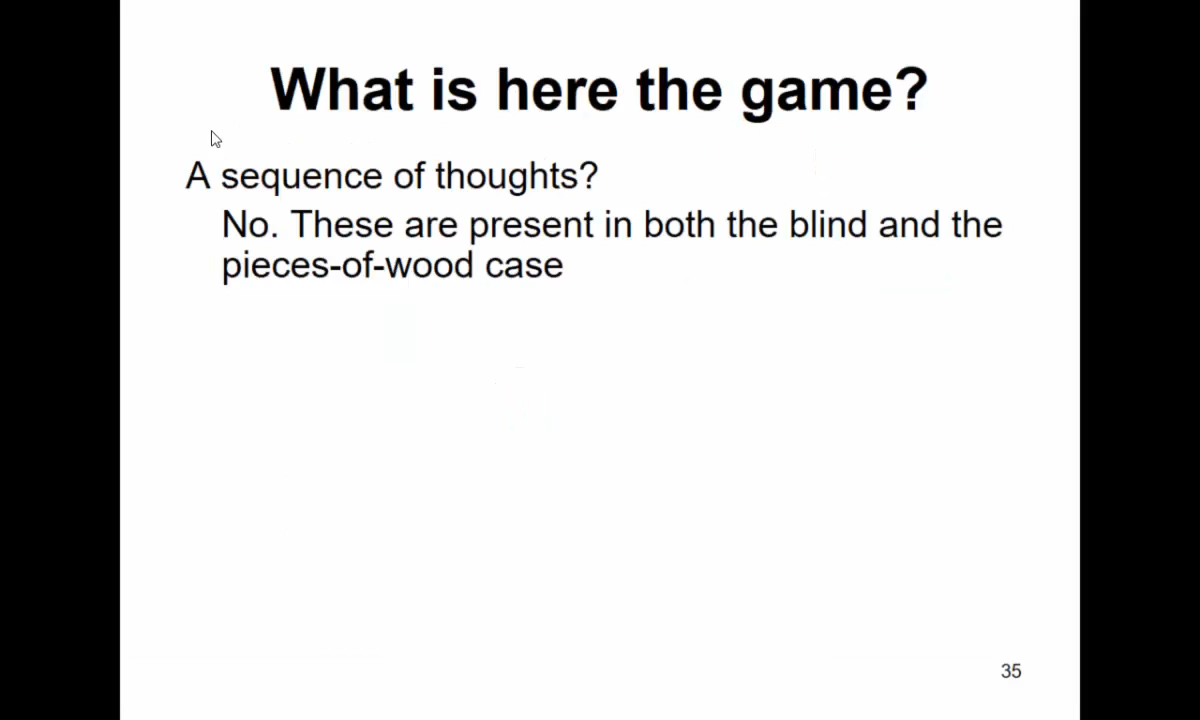 What is here the game?
A sequence of thoughts?
No. These are present in both the blind and the
pieces-of-wood case
35